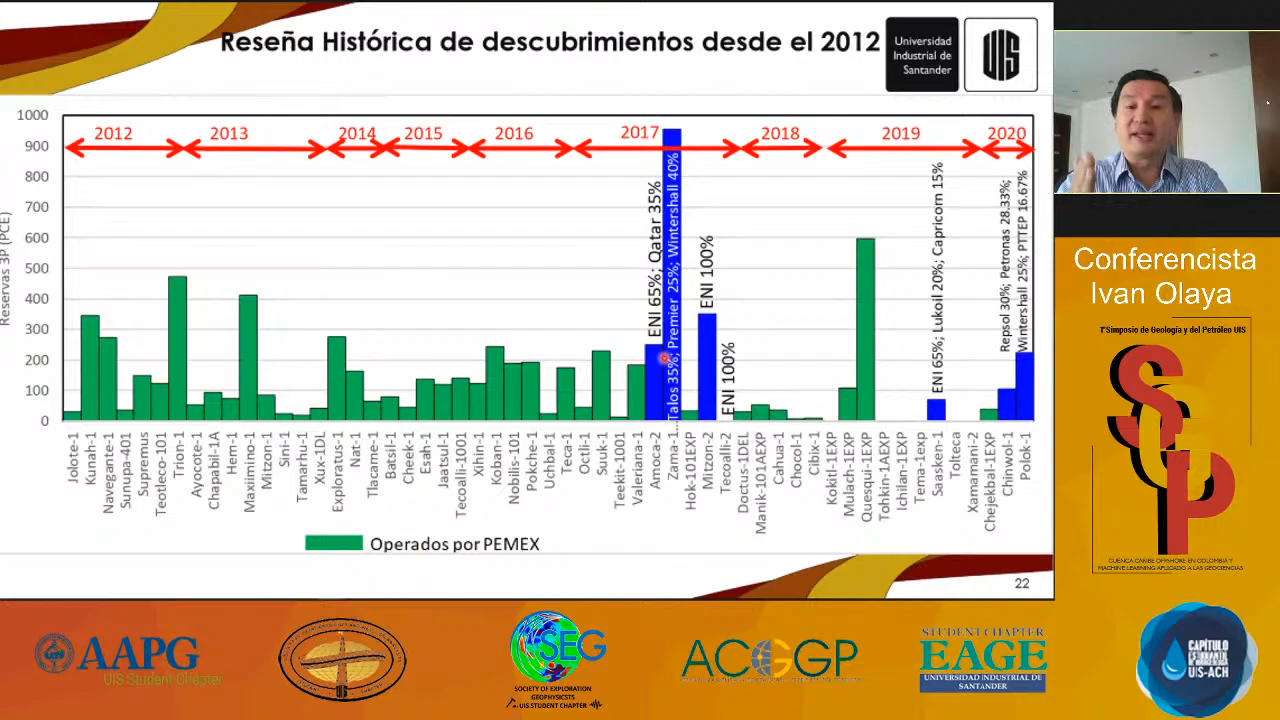 Reseña Histórica de descubrimientos desde el 2012
Universidad
Industrial de
Santander
UIS
Reservas 3P (PCE)
1000
900
800
700
600
500
400
300
200
100
0
2012
2013
2014
2015
2016
2017
2018
2019
2020
ENI 65%; Qatar 35%
Talos 35%; Premier 25%; Wintershall 40%
ENI 100%
ENI 100%
ENI 65%; Lukoil 20%; Capricorn 15%
Repsol 30%; Petronas 28.33%;
Wintershall 25%; PTTEP 16.67%
Jolote-1
Kunah-1
Navegante-1
Sunupa-401
Supremus
Teotleco-101
Trion-1
Ayocote-1
Chapabil-1A
Hem-1
Maximino-1
Mitzon-1
Sini-1
Tamarhu-1
Xux-1DL
Exploratus-1
Nat-1
Tlacame-1
Batsil-1
Cheek-1
Esah-1
Jaatsul-1
Tecoalli-1001
Xihin-1
Koban-1
Nobilis-101
Pokche-1
Uchbal-1
Teca-1
Octli-1
Suuk-1
Teekit-1001
Valeriana-1
Amoca-2
Zama-1...
Hok-101EXP
Mitzon-2
Tecoalli-2
Doctus-1DEL
Manik-101AEXP
Cahua-1
Chocol-1
Cibix-1
Kokitl-1EXP
Mulach-1EXP
Quesqui-1EXP
Tohkin-1AEXP
Ichilan-1EXP
Tema-1exp
Saasken-1
Tolteca
Xamamani-2
Chejekbal-1EXP
Chinwol-1
Polok-1
Operados por PEMEX
22
Conferencista
Ivan Olaya
1er Simposio de Geología y del Petróleo UIS
SGP
CUENCA CARIBE OFFSHORE EN COLOMBIA Y
MACHINE LEARNING APLICADO A LAS GEOCIENCIAS
AAPG
UIS Student Chapter
SEG
SOCIETY OF EXPLORATION
GEOPHYSICSTS
UIS STUDENT CHAPTER
ACGGP
STUDENT CHAPTER
EAGE
UNIVERSIDAD INDUSTRIAL DE
SANTANDER
CAPÍTULO
ESTUDIANTIL
DE HIDROGEOLOGÍA
UIS-ACH